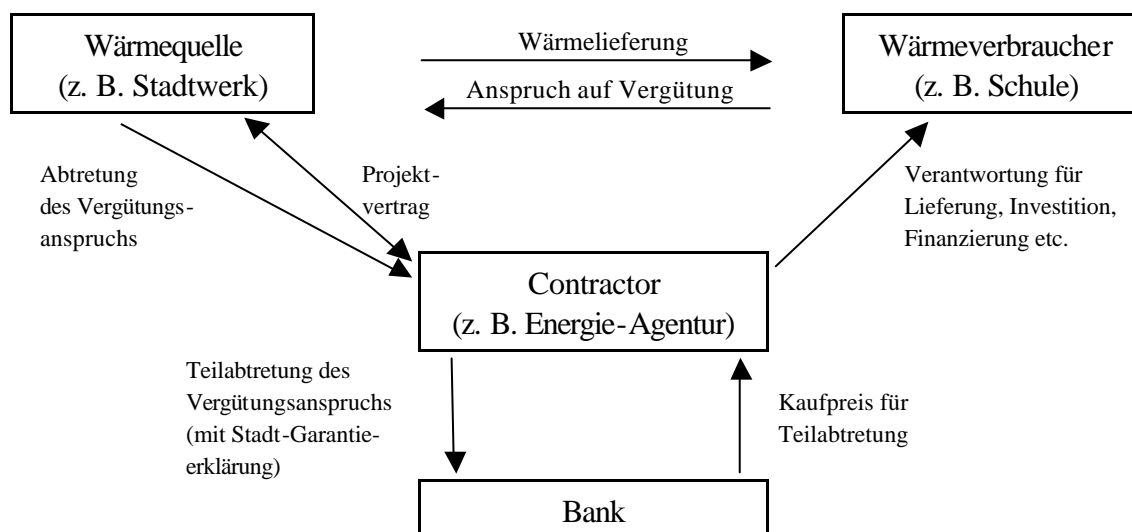 Wärmequelle
(z. B. Stadtwerk)
Wärmelieferung
Anspruch auf Vergütung
Wärmeverbraucher
(z. B. Schule)
Abtretung
des Vergütungs-
anspruchs
Projekt-
vertrag
Verantwortung für
Lieferung, Investition,
Finanzierung etc.
Contractor
(z. B. Energie-Agentur)
Teilabtretung des
Vergütungsanspruchs
(mit Stadt-Garantie-
erklärung)
Kaufpreis für
Teilabtretung
Bank